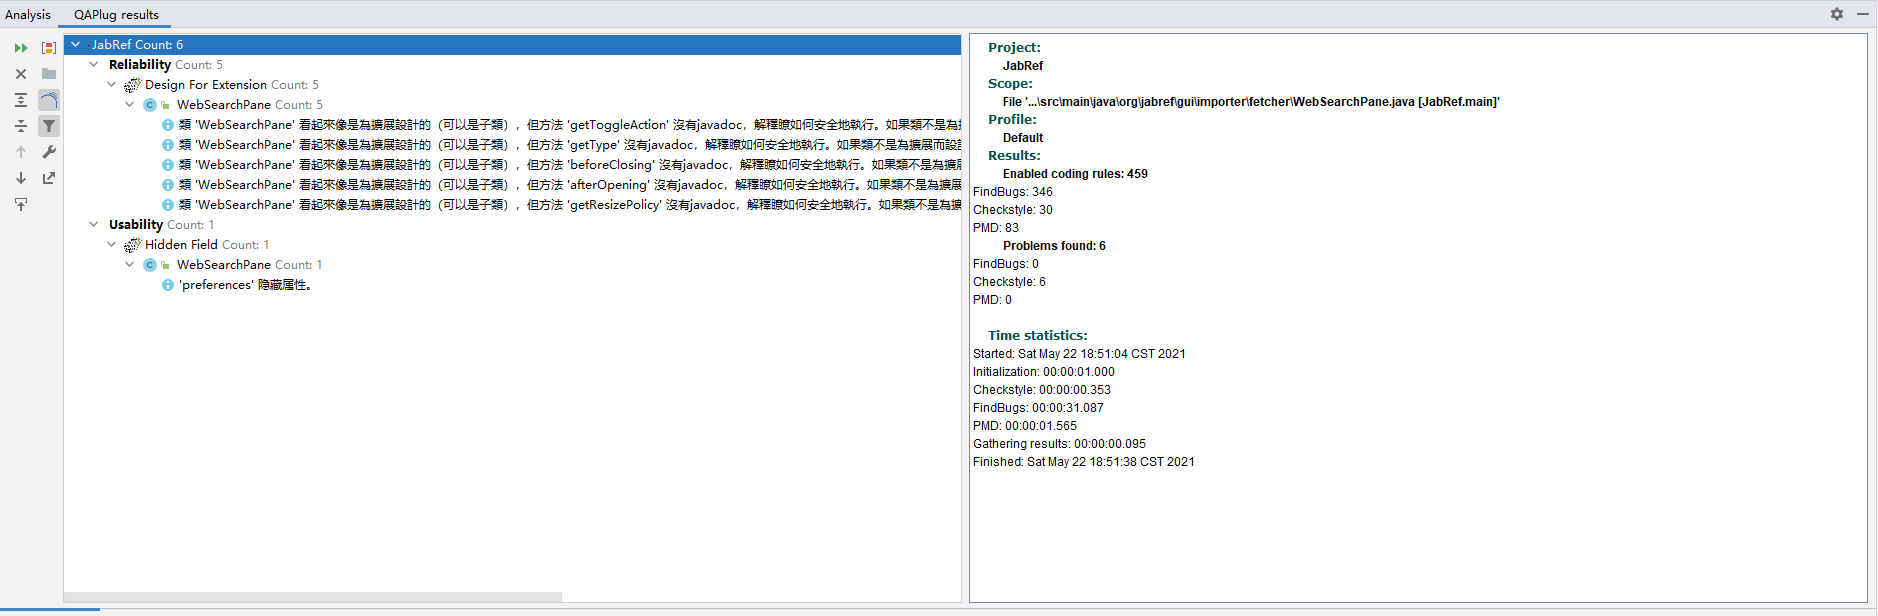 Analysis QAPlug results
JabRef Count: 6
Reliability Count: 5
Design For Extension Count: 5
WebSearchPane Count: 5
類 'WebSearchPane' 看起來像是為擴展設計的（可以是子類），但方法 'getToggleAction' 沒有javadoc，解釋瞭如何安全地執行。如果類不是為
類 'WebSearchPane' 看起來像是為擴展設計的（可以是子類），但方法 'getType' 沒有javadoc，解釋瞭如何安全地執行。如果類不是為擴展而設
類 'WebSearchPane' 看起來像是為擴展設計的（可以是子類），但方法 'beforeClosing' 沒有javadoc，解釋瞭如何安全地執行。如果類不是為擴
類 'WebSearchPane' 看起來像是為擴展設計的（可以是子類），但方法 'afterOpening' 沒有javadoc，解釋瞭如何安全地執行。如果類不是為擴展
類 'WebSearchPane' 看起來像是為擴展設計的（可以是子類），但方法 'getResizePolicy' 沒有javadoc，解釋瞭如何安全地執行。如果類不是為
Usability Count: 1
Hidden Field Count: 1
WebSearchPane Count: 1
'preferences' 隐藏属性。
Project:
JabRef
Scope:
File '...\src\main\java\org\jabref\gui\importer\fetcher\WebSearchPane.java [JabRef.main]'
Profile:
Default
Results:
Enabled coding rules: 459
FindBugs: 346
Checkstyle: 30
PMD: 83
Problems found: 6
FindBugs: 0
Checkstyle: 6
PMD: 0
Time statistics:
Started: Sat May 22 18:51:04 CST 2021
Initialization: 00:00:01.000
Checkstyle: 00:00:00.353
FindBugs: 00:00:31.087
PMD: 00:00:01.565
Gathering results: 00:00:00.095
Finished: Sat May 22 18:51:38 CST 2021